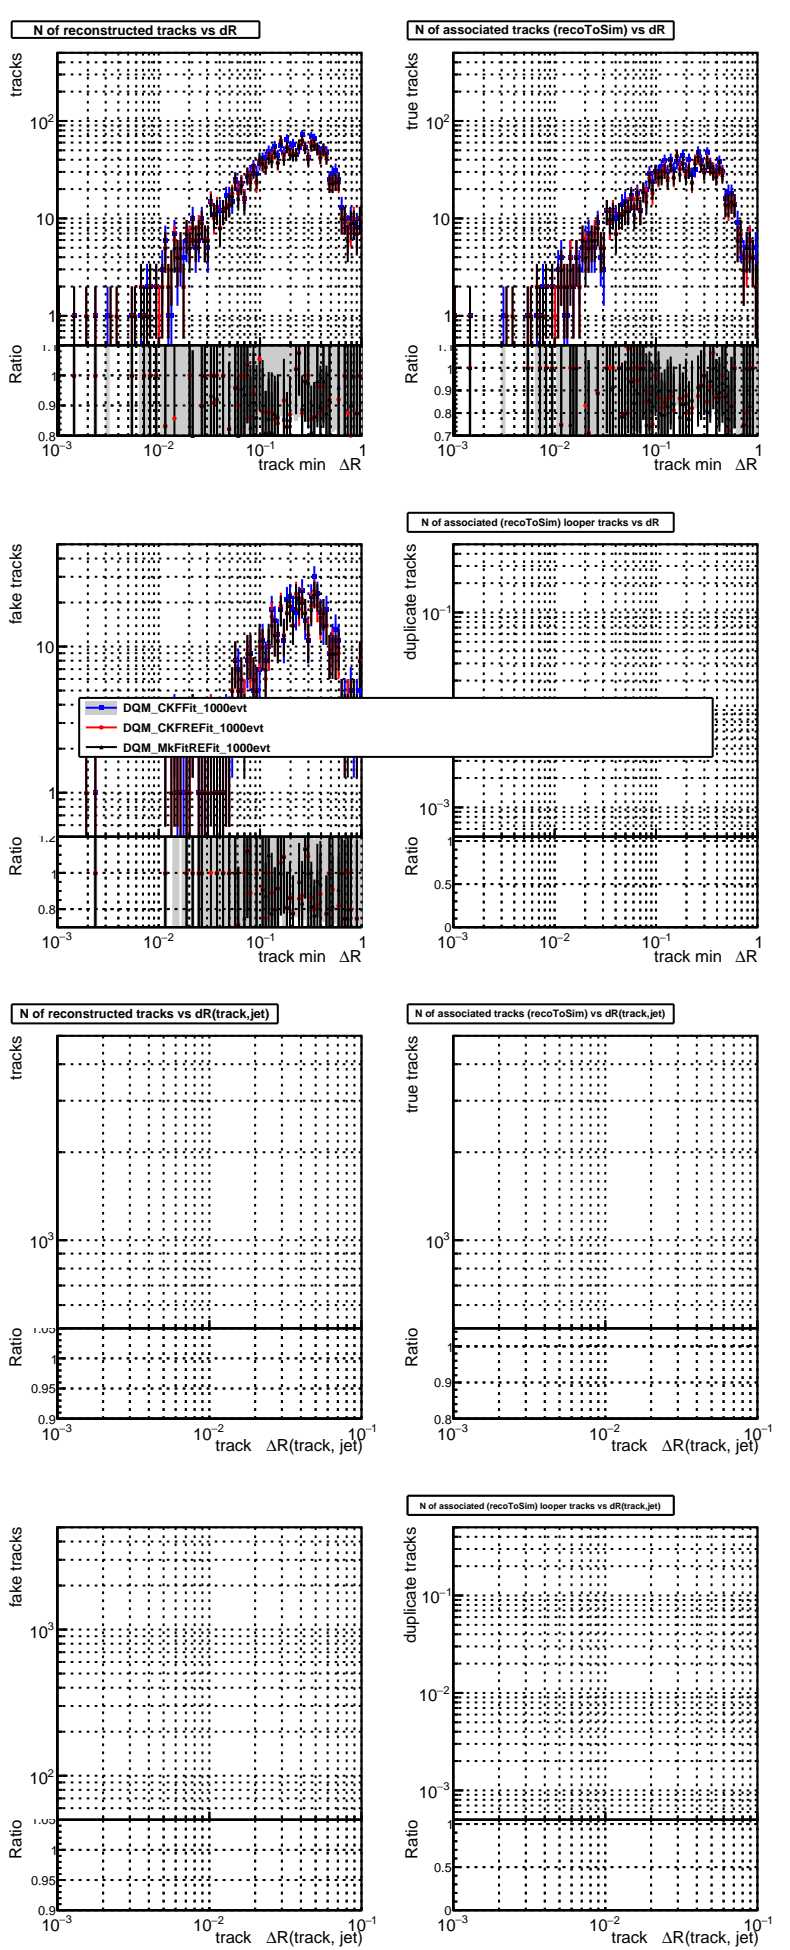 N of reconstructed tracks vs dR
tracks
10²
10
1
Ratio
1.1
1
0.9
0.8
10⁻³
10⁻²
10⁻¹
1
track min ΔR
N of associated tracks (recoToSim) vs dR
true tracks
10²
10
1
Ratio
1.1
1
0.9
0.8
0.7
10⁻³
10⁻²
10⁻¹
1
track min ΔR
fake tracks
10
1
Ratio
1.2
1
0.8
10⁻³
10⁻²
10⁻¹
1
track min ΔR
N of associated (recoToSim) looper tracks vs dR
duplicate tracks
10⁻¹
10⁻³
Ratio
1
0.5
0
10⁻³
10⁻²
10⁻¹
1
track min ΔR
DQM_CKFFit_1000evt
DQM_CKFREFit_1000evt
DQM_MkFitREFit_1000evt
N of reconstructed tracks vs dR(track,jet)
tracks
10³
Ratio
1.05
1
0.95
0.9
10⁻³
10⁻²
10⁻¹
track ΔR(track, jet)
N of associated tracks (recoToSim) vs dR(track,jet)
true tracks
10³
Ratio
1
0.9
0.8
10⁻³
10⁻²
10⁻¹
track ΔR(track, jet)
fake tracks
10³
10²
Ratio
1.05
1
0.95
0.9
10⁻³
10⁻²
10⁻¹
track ΔR(track, jet)
N of associated (recoToSim) looper tracks vs dR(track,jet)
duplicate tracks
10⁻¹
10⁻²
10⁻³
Ratio
1
0.5
0
10⁻³
10⁻²
10⁻¹
track ΔR(track, jet)